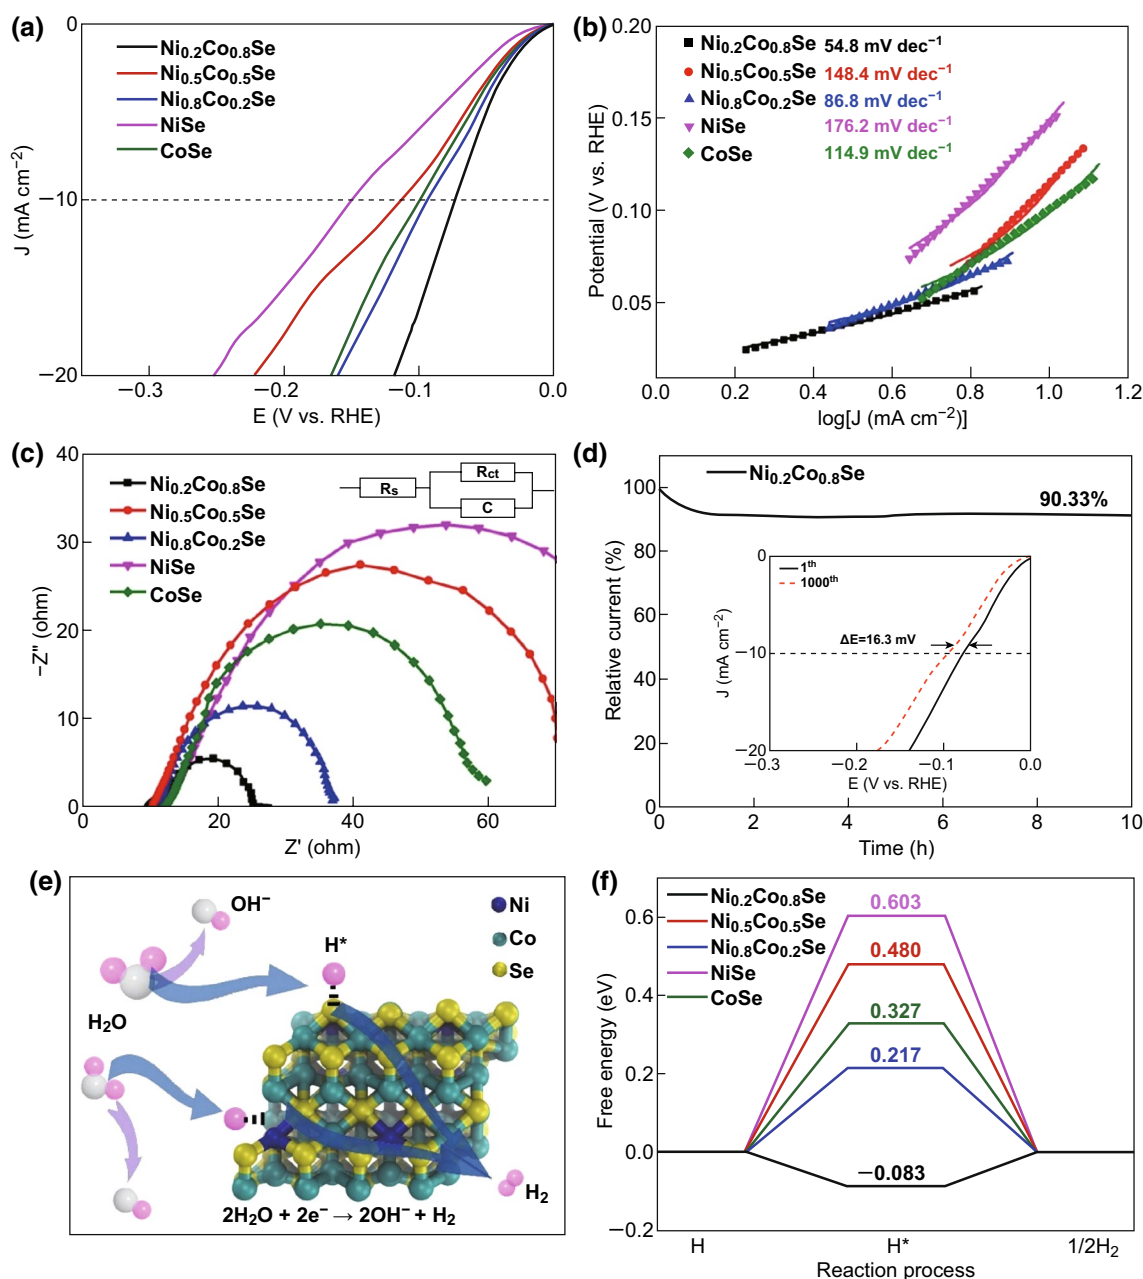 (a)
0
−10
−20
J (mA cm⁻²)
Ni₀.₂Co₀.₈Se
Ni₀.₅Co₀.₅Se
Ni₀.₈Co₀.₂Se
NiSe
CoSe
−0.3 −0.2 −0.1 0.0
E (V vs. RHE)
(b)
0.20
0.15
0.10
0.05
Potential (V vs. RHE)
Ni₀.₂Co₀.₈Se 54.8 mV dec⁻¹
Ni₀.₅Co₀.₅Se 148.4 mV dec⁻¹
Ni₀.₈Co₀.₂Se 86.8 mV dec⁻¹
NiSe 176.2 mV dec⁻¹
CoSe 114.9 mV dec⁻¹
0.0 0.2 0.4 0.6 0.8 1.0 1.2
log[J (mA cm⁻²)]
(c)
40
30
20
10
0
−Z'' (ohm)
Ni₀.₂Co₀.₈Se
Ni₀.₅Co₀.₅Se
Ni₀.₈Co₀.₂Se
NiSe
CoSe
Rs
Rct
C
0 20 40 60
Z' (ohm)
(d)
100
80
60
40
20
0
Relative current (%)
Ni₀.₂Co₀.₈Se
90.33%
0
−10
−20
J (mA cm⁻²)
1ᵗʰ
1000ᵗʰ
ΔE=16.3 mV
−0.3 −0.2 −0.1 0.0
E (V vs. RHE)
0 2 4 6 8 10
Time (h)
(e)
OH⁻
H*
H₂O
Ni
Co
Se
H₂
2H₂O + 2e⁻ → 2OH⁻ + H₂
(f)
0.6
0.4
0.2
0.0
−0.2
Free energy (eV)
Ni₀.₂Co₀.₈Se
Ni₀.₅Co₀.₅Se
Ni₀.₈Co₀.₂Se
NiSe
CoSe
0.603
0.480
0.327
0.217
−0.083
H H* 1/2H₂
Reaction process